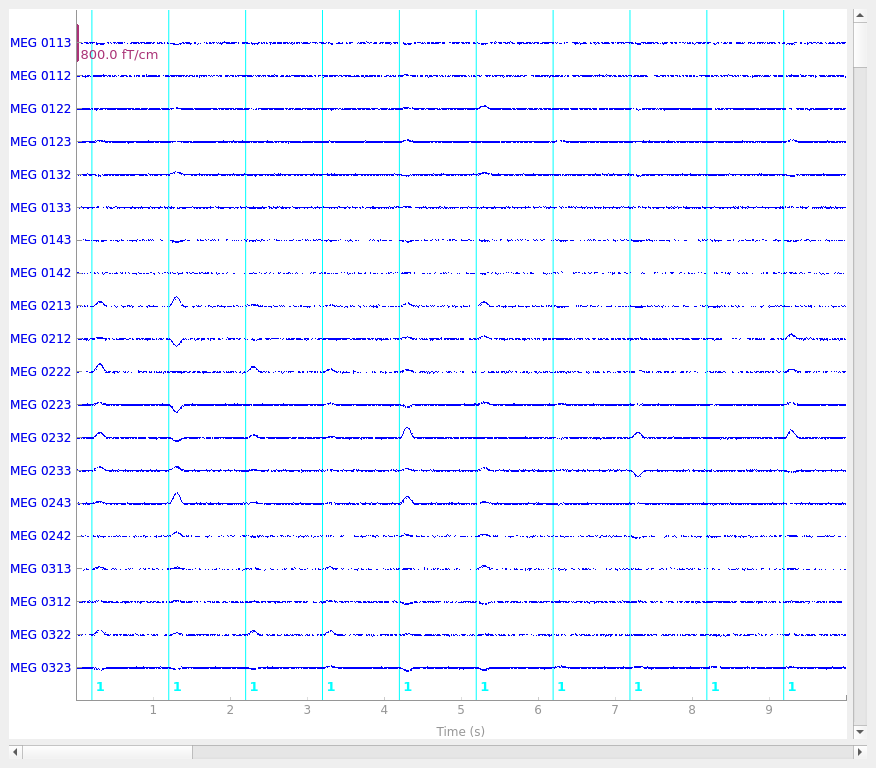 MEG 0113
800.0 fT/cm
MEG 0112
MEG 0122
MEG 0123
MEG 0132
MEG 0133
MEG 0143
MEG 0142
MEG 0213
MEG 0212
MEG 0222
MEG 0223
MEG 0232
MEG 0233
MEG 0243
MEG 0242
MEG 0313
MEG 0312
MEG 0322
MEG 0323
1 1 1 1 1 1 1 1 1 1
1 2 3 4 5 6 7 8 9
Time (s)